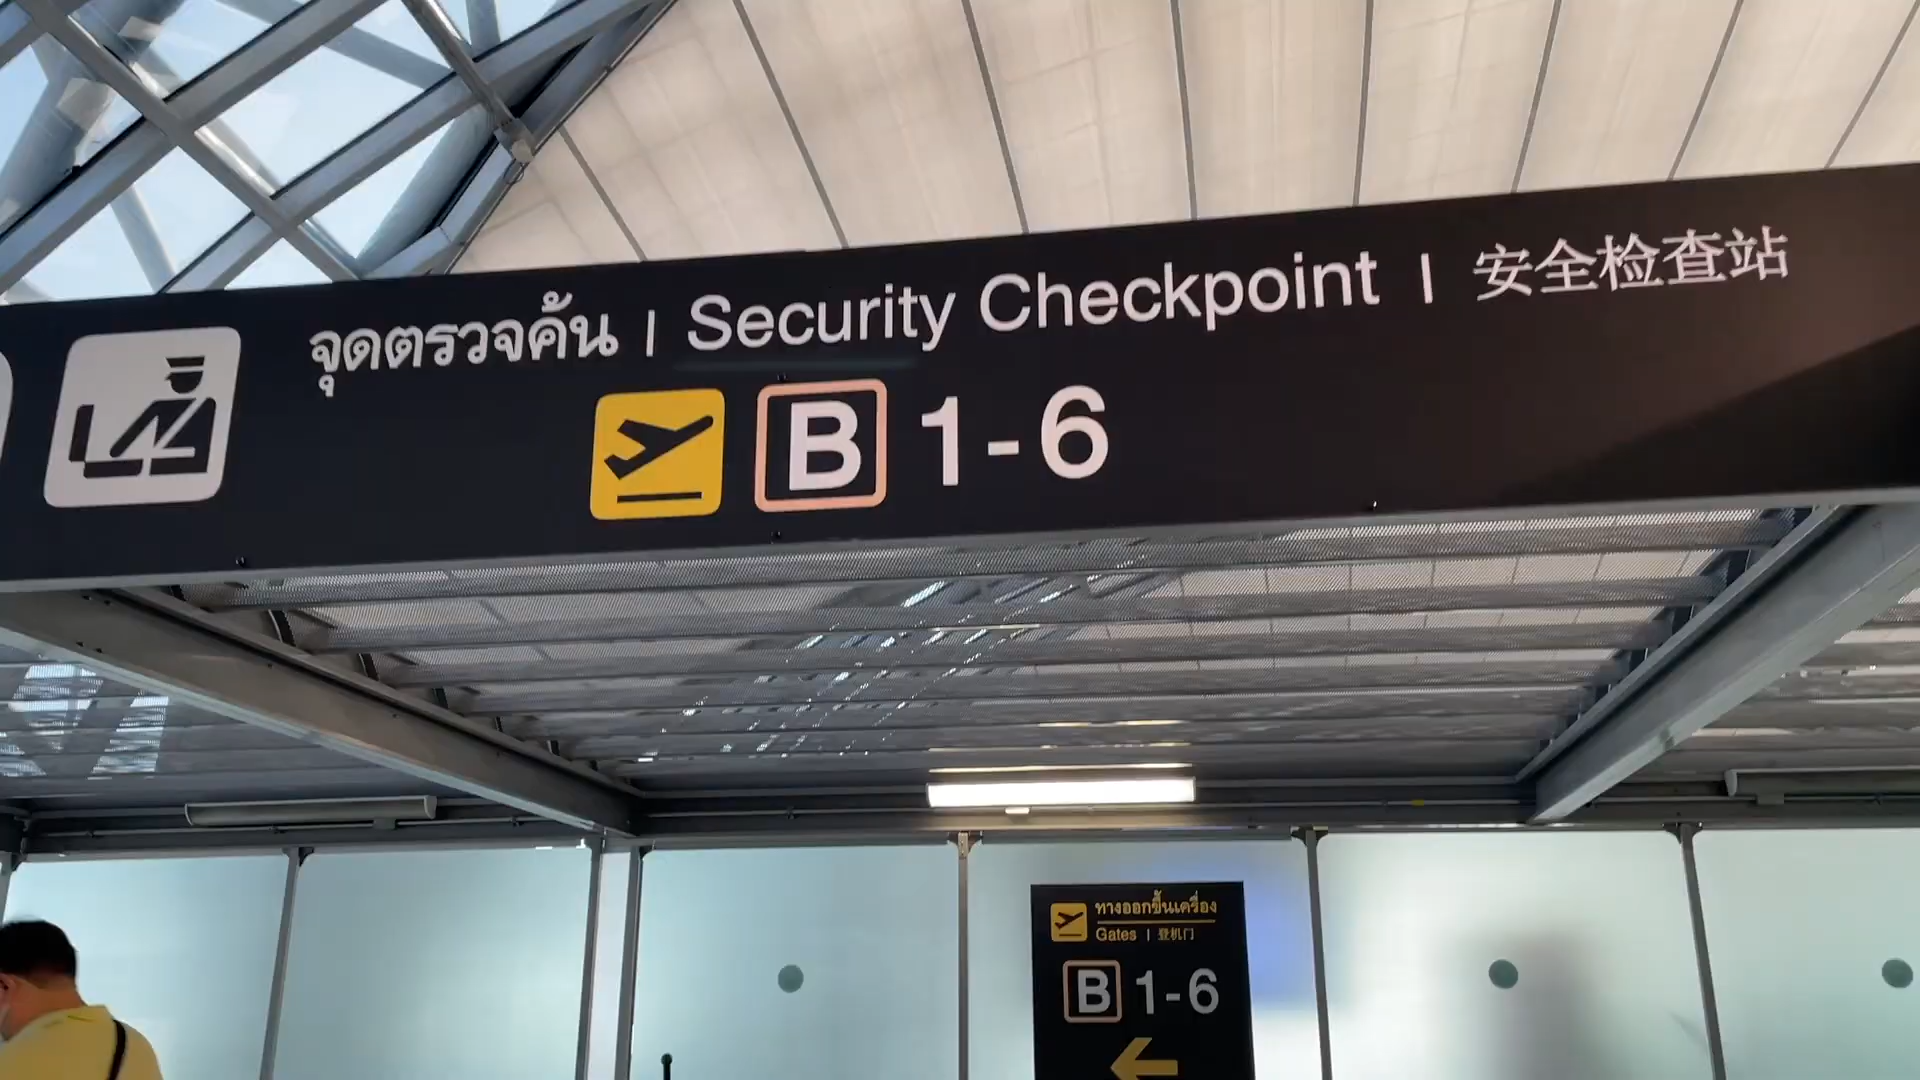 จุดตรวจค้น | Security Checkpoint | 安全检查站
B 1-6
ทางออกขึ้นเครื่อง
Gates | 登机门
B 1-6